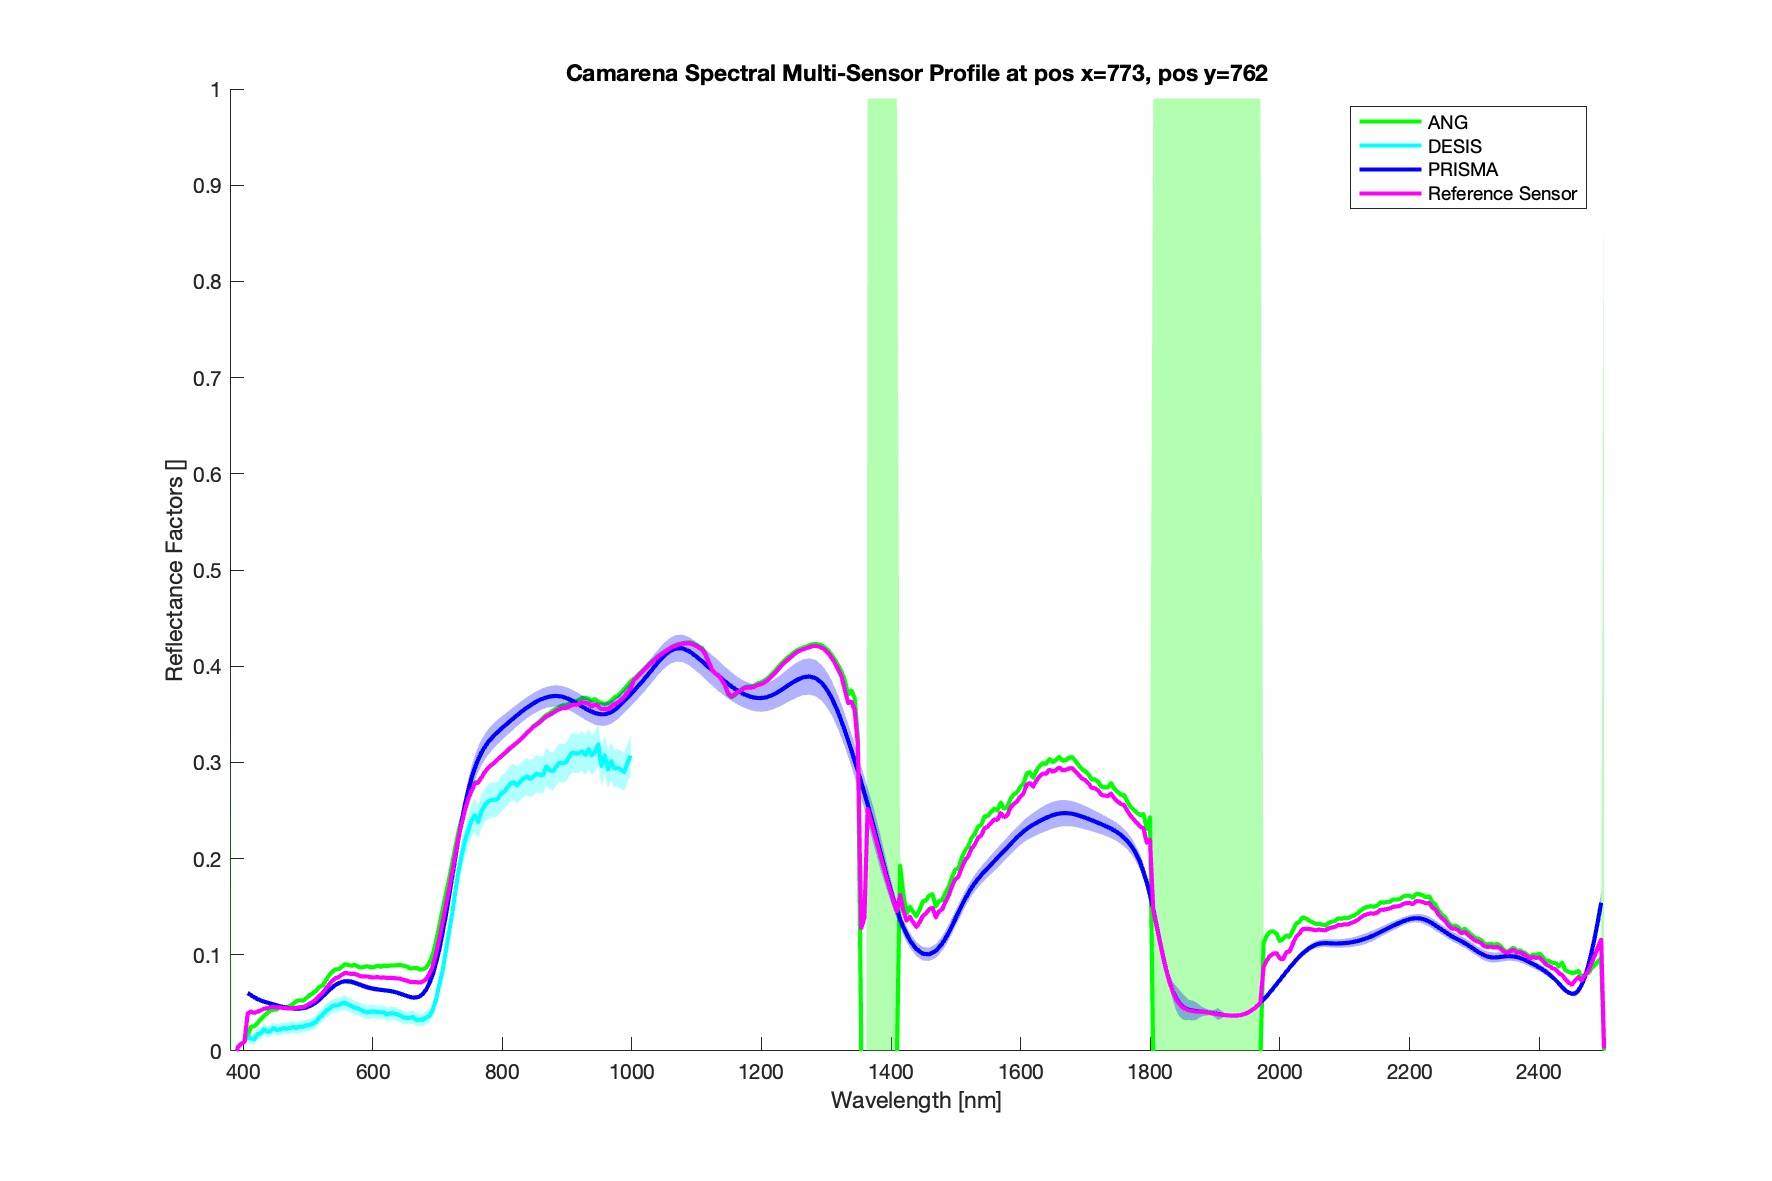 Camarena Spectral Multi-Sensor Profile at pos x=773, pos y=762
ANG
DESIS
PRISMA
Reference Sensor
Reflectance Factors []
1
0.9
0.8
0.7
0.6
0.5
0.4
0.3
0.2
0.1
0
400 600 800 1000 1200 1400 1600 1800 2000 2200 2400
Wavelength [nm]